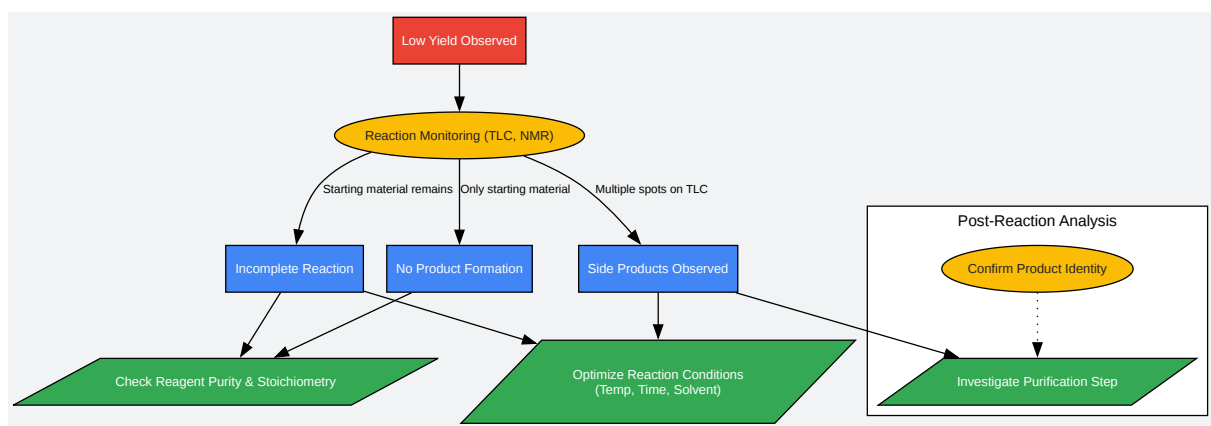 Low Yield Observed
Reaction Monitoring (TLC, NMR)
Starting material remains
Only starting material
Multiple spots on TLC
Post-Reaction Analysis
Incomplete Reaction
No Product Formation
Side Products Observed
Confirm Product Identity
Check Reagent Purity & Stoichiometry
Optimize Reaction Conditions
(Temp, Time, Solvent)
Investigate Purification Step